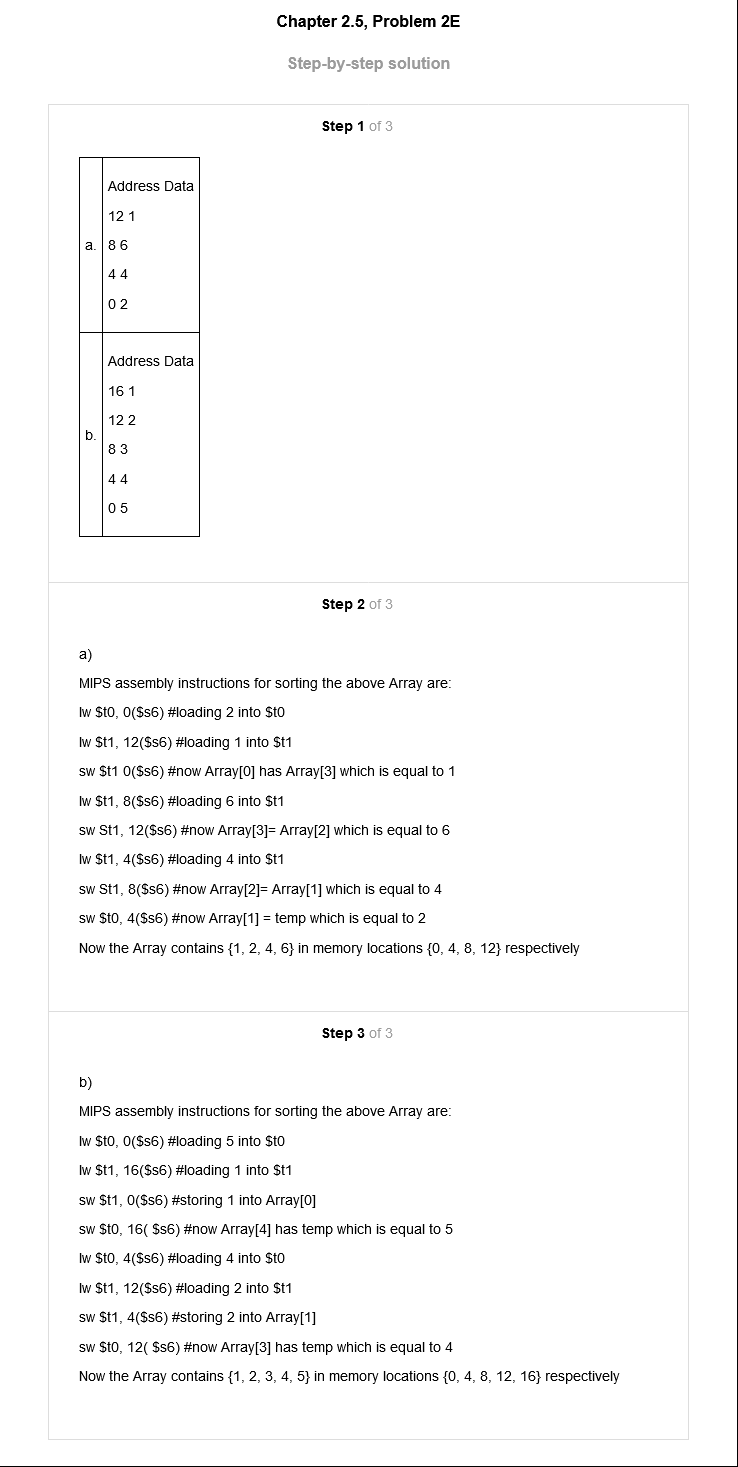 Chapter 2.5, Problem 2E
Step-by-step solution
Step 1 of 3
a.
Address Data
12 1
8 6
4 4
0 2
b.
Address Data
16 1
12 2
8 3
4 4
0 5
Step 2 of 3
a)
MIPS assembly instructions for sorting the above Array are:
lw $t0, 0($s6) #loading 2 into $t0
lw $t1, 12($s6) #loading 1 into $t1
sw $t1 0($s6) #now Array[0] has Array[3] which is equal to 1
lw $t1, 8($s6) #loading 6 into $t1
sw St1, 12($s6) #now Array[3]= Array[2] which is equal to 6
lw $t1, 4($s6) #loading 4 into $t1
sw St1, 8($s6) #now Array[2]= Array[1] which is equal to 4
sw $t0, 4($s6) #now Array[1] = temp which is equal to 2
Now the Array contains {1, 2, 4, 6} in memory locations {0, 4, 8, 12} respectively
Step 3 of 3
b)
MIPS assembly instructions for sorting the above Array are:
lw $t0, 0($s6) #loading 5 into $t0
lw $t1, 16($s6) #loading 1 into $t1
sw $t1, 0($s6) #storing 1 into Array[0]
sw $t0, 16( $s6) #now Array[4] has temp which is equal to 5
lw $t0, 4($s6) #loading 4 into $t0
lw $t1, 12($s6) #loading 2 into $t1
sw $t1, 4($s6) #storing 2 into Array[1]
sw $t0, 12( $s6) #now Array[3] has temp which is equal to 4
Now the Array contains {1, 2, 3, 4, 5} in memory locations {0, 4, 8, 12, 16} respectively